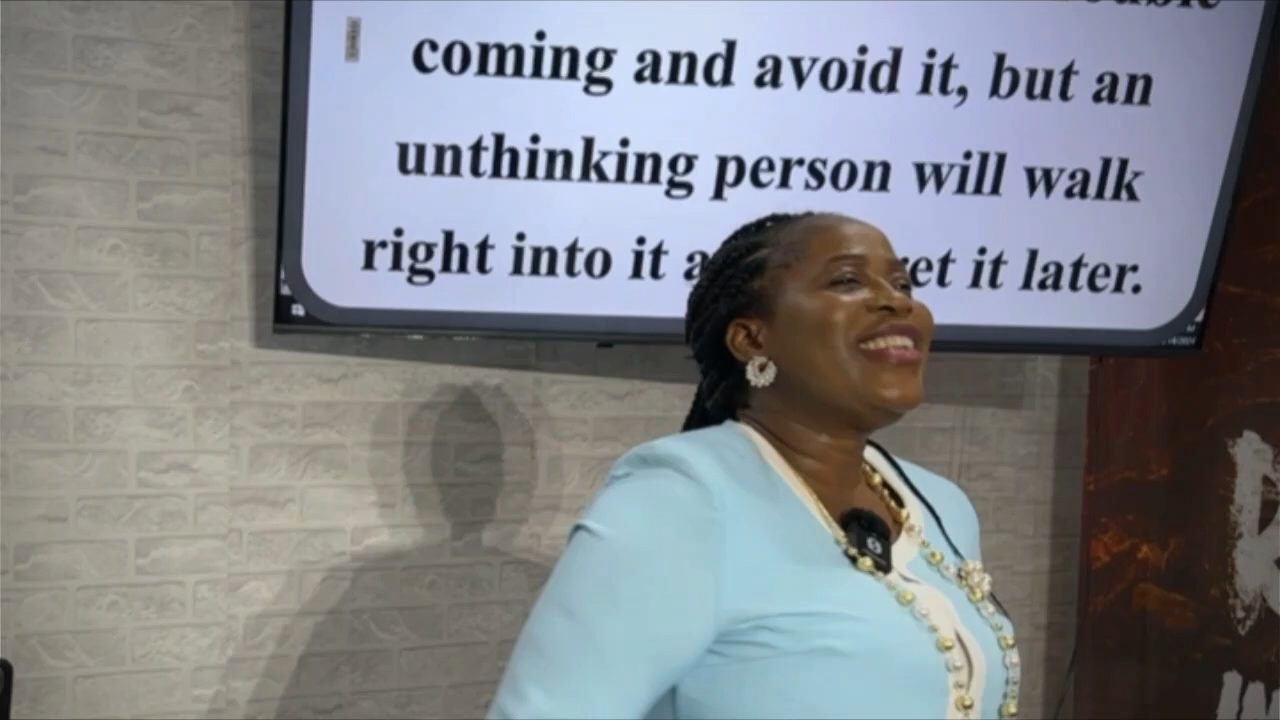 coming and avoid it, but an
unthinking person will walk
right into it a
et it later.